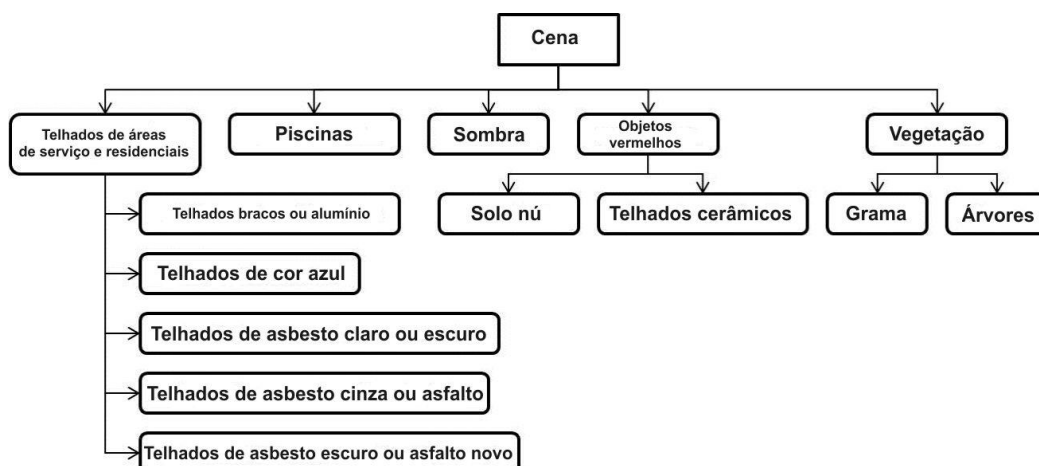 Cena
Telhados de áreas
de serviço e residenciais
Piscinas
Sombra
Objetos
vermelhos
Vegetação
Telhados bracos ou alumínio
Solo nú
Telhados cerâmicos
Grama
Árvores
Telhados de cor azul
Telhados de asbesto claro ou escuro
Telhados de asbesto cinza ou asfalto
Telhados de asbesto escuro ou asfalto novo